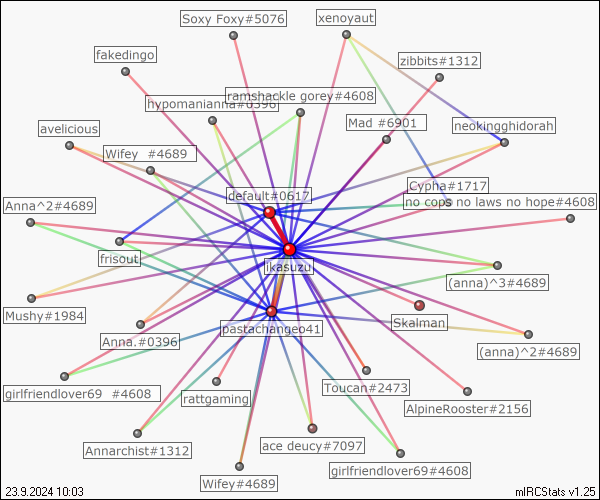 Soxy Foxy#5076
xenoyaut
fakedingo
zibbits#1312
ramshackle gorey#4608
hypomanianna#0396
Mad #6901
neokingghidorah
avelicious
Wifey #4689
Cypha#1717
default#0617
no cops no laws no hope#4608
Anna^2#4689
frisout
ikasuzu
(anna)^3#4689
Mushy#1984
Skalman
pastachangeo41
Anna.#0396
(anna)^2#4689
girlfriendlover69 #4608
Toucan#2473
rattgaming
AlpineRooster#2156
Annarchist#1312
ace deucy#7097
girlfriendlover69#4608
Wifey#4689
23.9.2024 10:03
mIRCStats v1.25